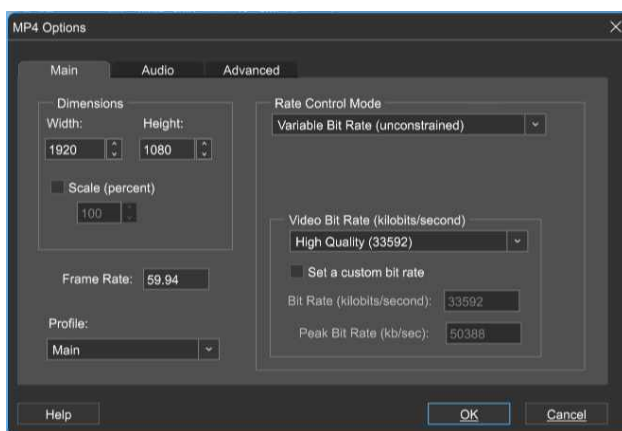 MP4 Options
Main Audio Advanced
Dimensions
Width: Height:
1920 1080
Scale (percent)
100
Frame Rate: 59.94
Profile:
Main
Rate Control Mode
Variable Bit Rate (unconstrained)
Video Bit Rate (kilobits/second)
High Quality (33592)
Set a custom bit rate
Bit Rate (kilobits/second): 33592
Peak Bit Rate (kb/sec): 50388
Help OK Cancel